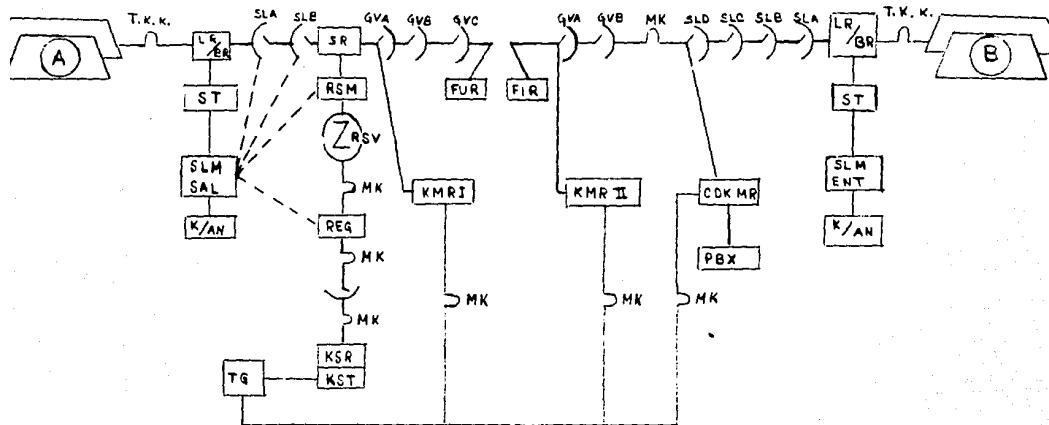 T.K.K.
SLA
SLB
GVA
GVB
GVC
GVA
GVB
MK
SLD
SLC
SLB
SLA
T.K.K.
A
LR/BR
SR
LR/BR
B
ST
RSM
FUR
FIR
ST
Z RSV
SLM SAL
MK
KMR I
KMR II
CDKMR
SLM ENT
K/AN
REG
PBX
K/AN
MK
MK
MK
MK
MK
KSR
TG
KST